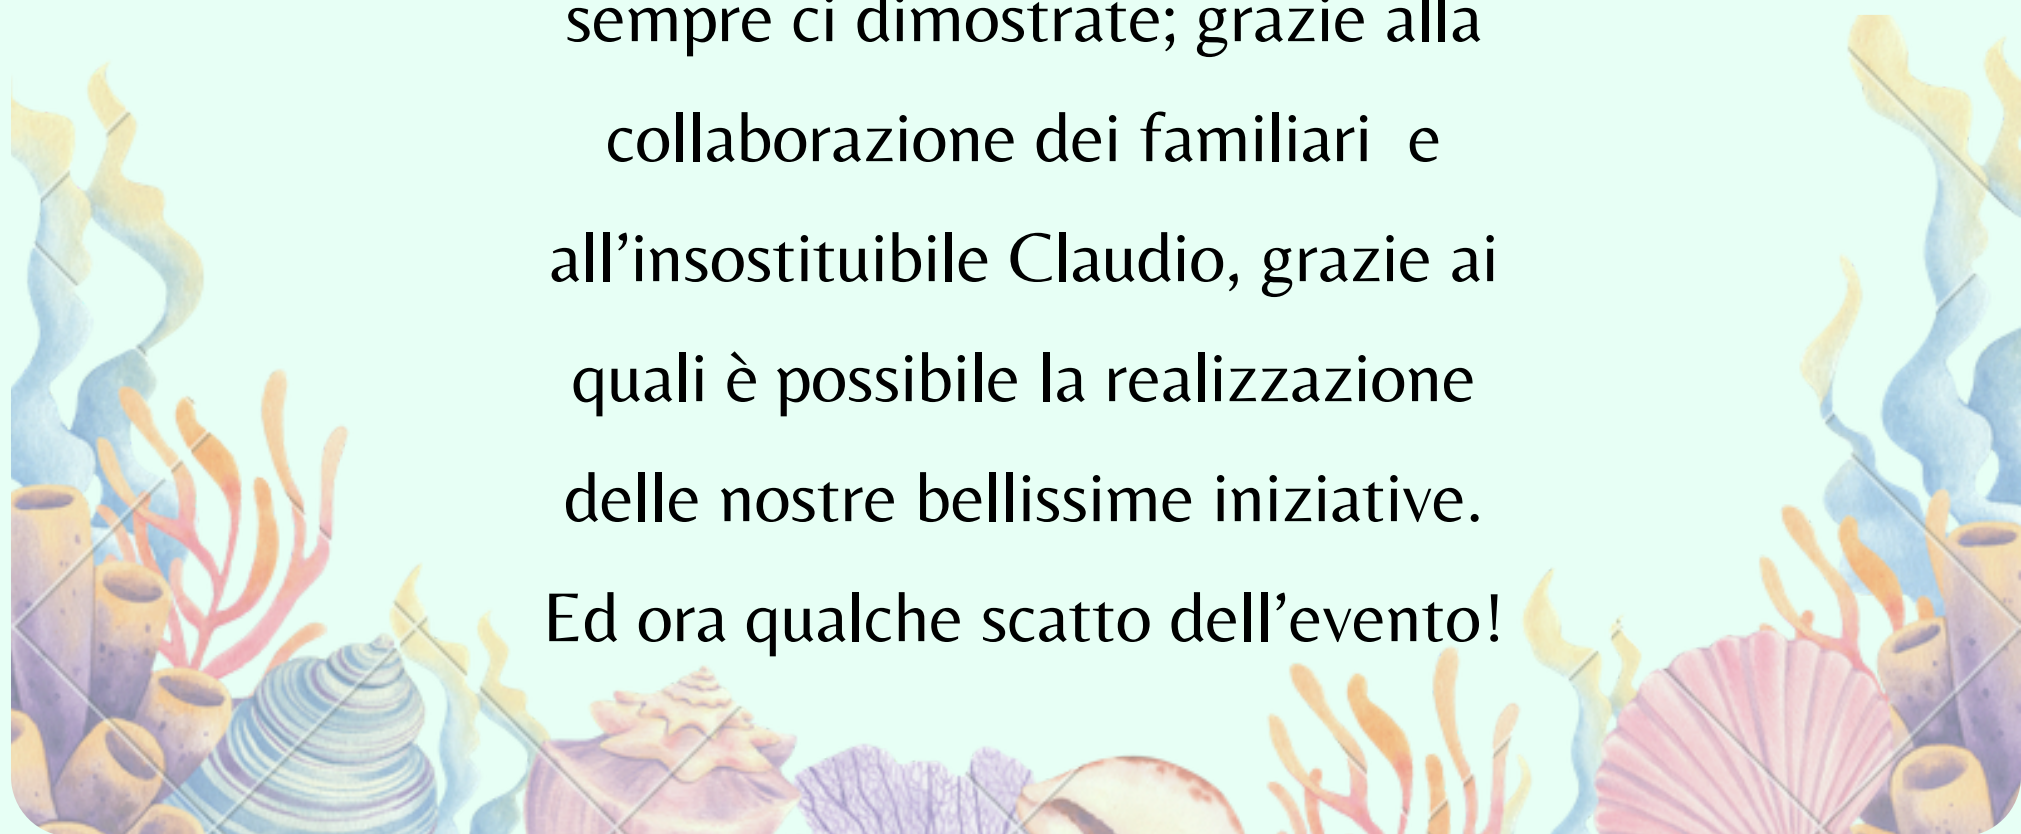 sempre ci dimostrate; grazie alla
collaborazione dei familiari  e
all’insostituibile Claudio, grazie ai
quali è possibile la realizzazione
delle nostre bellissime iniziative.
Ed ora qualche scatto dell’evento!